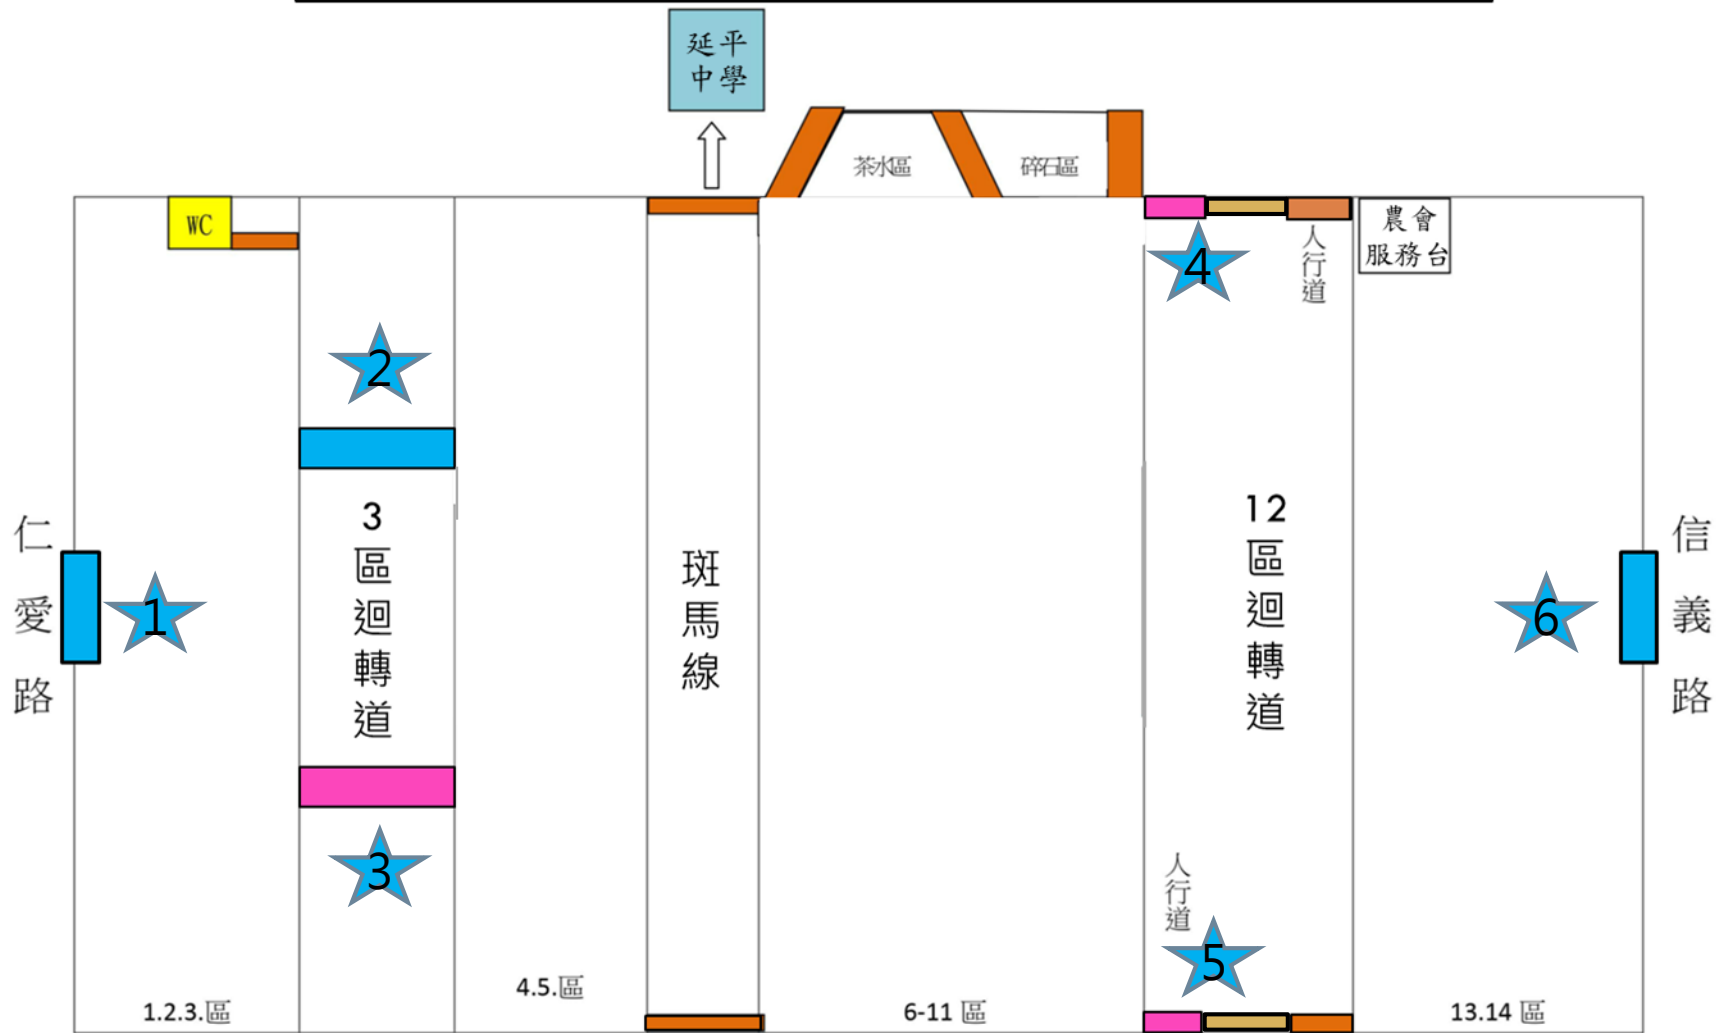 延平
中學
茶水區
碎石區
WC
農會
服務台
人行道
4
2
3區迴轉道
斑馬線
12區迴轉道
仁愛路
1
6
信義路
3
人行道
5
1.2.3.區
4.5.區
6-11 區
13.14 區